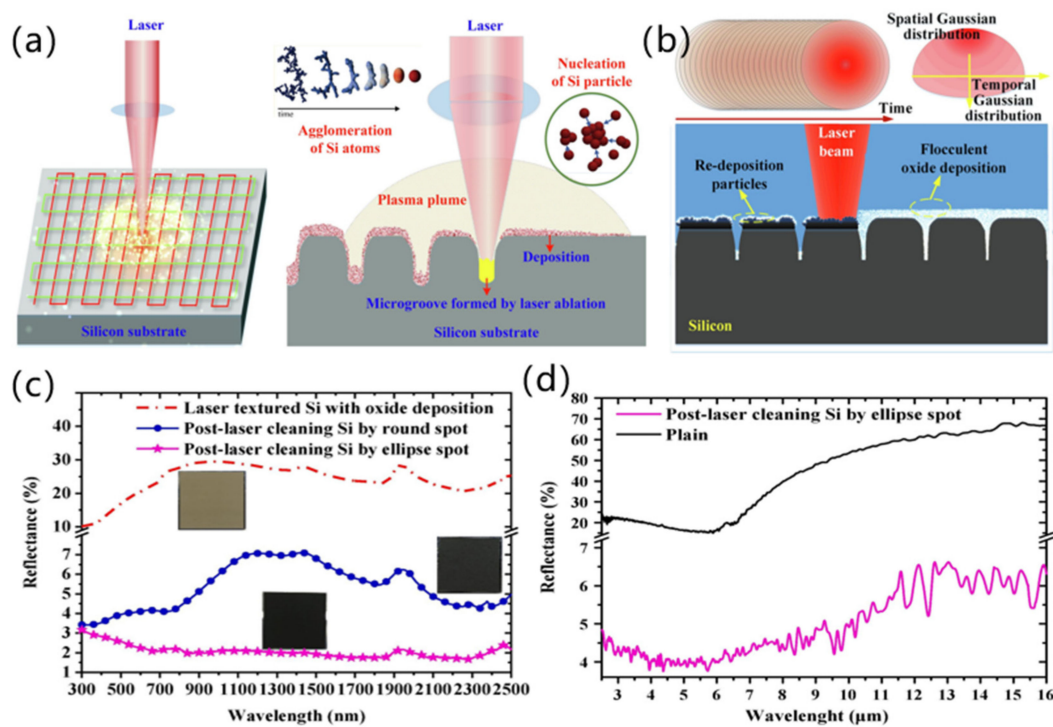 (a)
Laser
Silicon substrate
Laser
time
Agglomeration
of Si atoms
Nucleation
of Si particle
Plasma plume
Deposition
Microgroove formed by laser ablation
Silicon substrate
(b)
Spatial Gaussian
distribution
Temporal
Gaussian
distribution
Time
Laser
beam
Re-deposition
particles
Flocculent
oxide deposition
Silicon
(c)
Laser textured Si with oxide deposition
Post-laser cleaning Si by round spot
Post-laser cleaning Si by ellipse spot
Reflectance (%)
40
30
20
10
7
6
5
4
3
2
1
300 500 700 900 1100 1300 1500 1700 1900 2100 2300 2500
Wavelength (nm)
(d)
Post-laser cleaning Si by ellipse spot
Plain
Reflectance (%)
80
70
60
50
40
30
20
6
5
4
3 4 5 6 7 8 9 10 11 12 13 14 15 16
Wavelenght (μm)